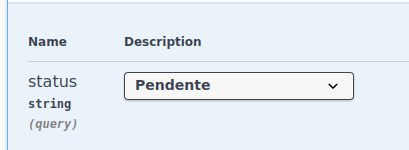 Name Description
status
Pendente
string
(query)